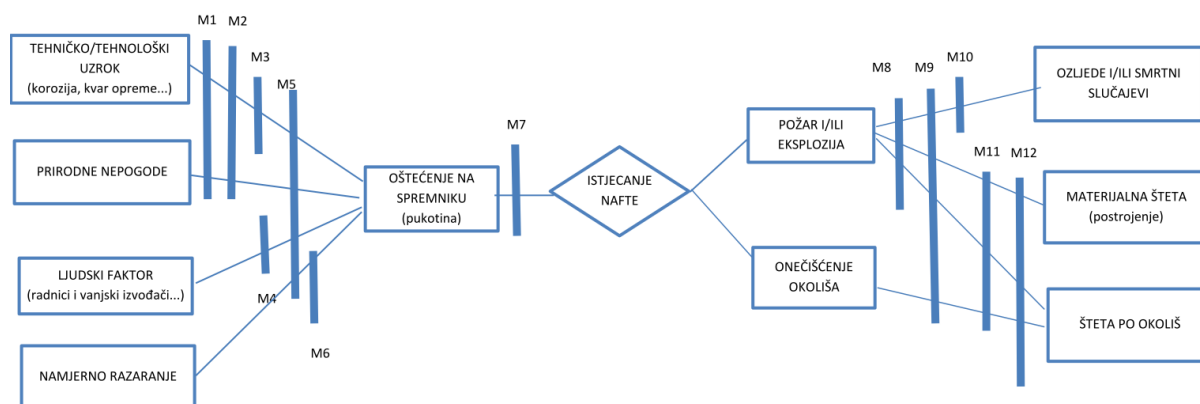 M1
M2
M3
M5
TEHNIČKO/TEHNOLOŠKI
UZROK
(korozija, kvar opreme...)
PRIRODNE NEPOGODE
LJUDSKI FAKTOR
(radnici i vanjski izvođači...)
NAMJERNO RAZARANJE
M4
M6
OŠTEĆENJE NA
SPREMNIKU
(pukotina)
M7
ISTJECANJE
NAFTE
POŽAR I/ILI
EKSPLOZIJA
ONEČIŠĆENJE
OKOLIŠA
M8
M9
M10
M11
M12
OZLJEDE I/ILI SMRTNI
SLUČAJEVI
MATERIJALNA ŠTETA
(postrojenje)
ŠTETA PO OKOLIŠ